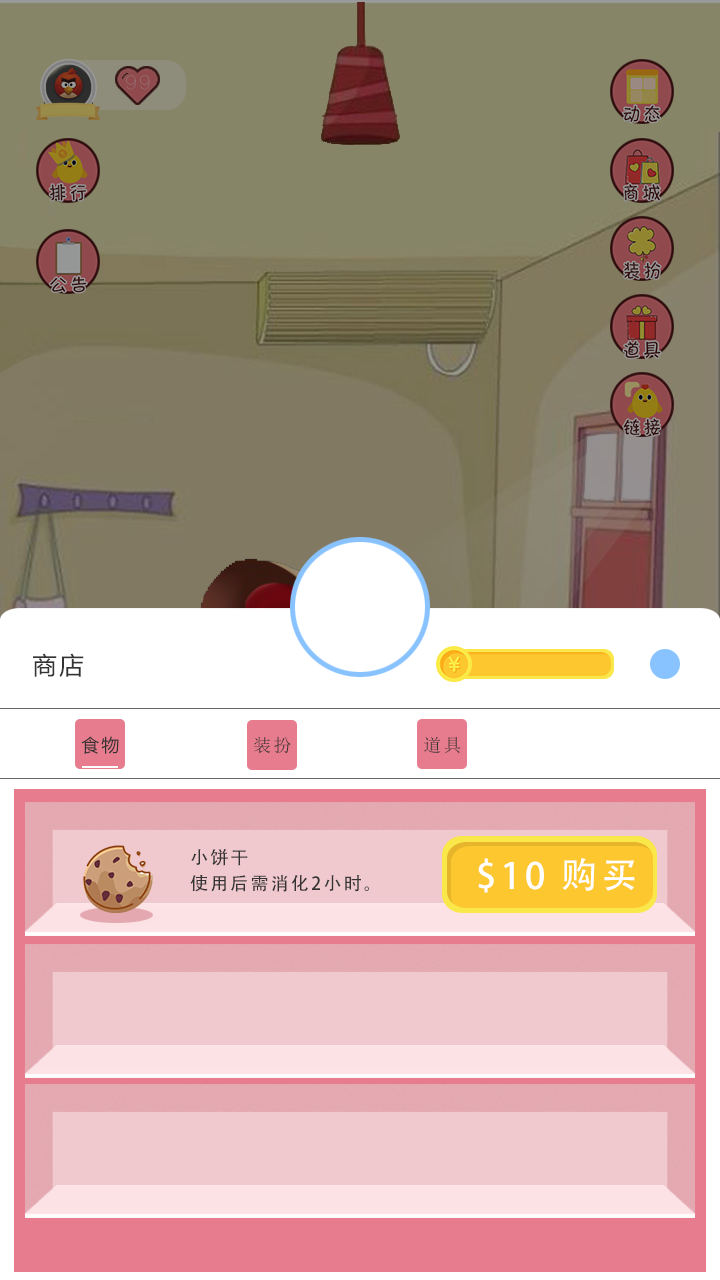 99
动态
排行
商城
公告
装扮
道具
链接
商店
¥
食物
装扮
道具
小饼干
使用后需消化2小时。
$10 购买